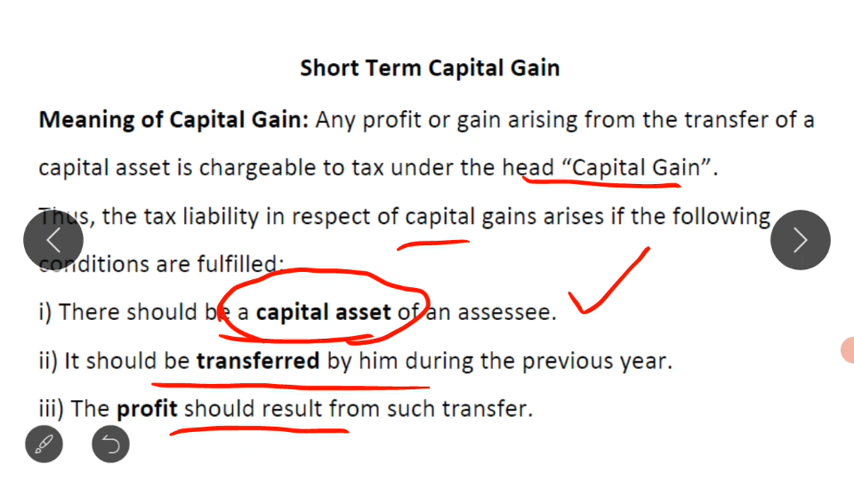 Short Term Capital Gain
Meaning of Capital Gain: Any profit or gain arising from the transfer of a
capital asset is chargeable to tax under the head “Capital Gain”.
Thus, the tax liability in respect of capital gains arises if the following
conditions are fulfilled:
i) There should be a capital asset of an assessee.
ii) It should be transferred by him during the previous year.
iii) The profit should result from such transfer.